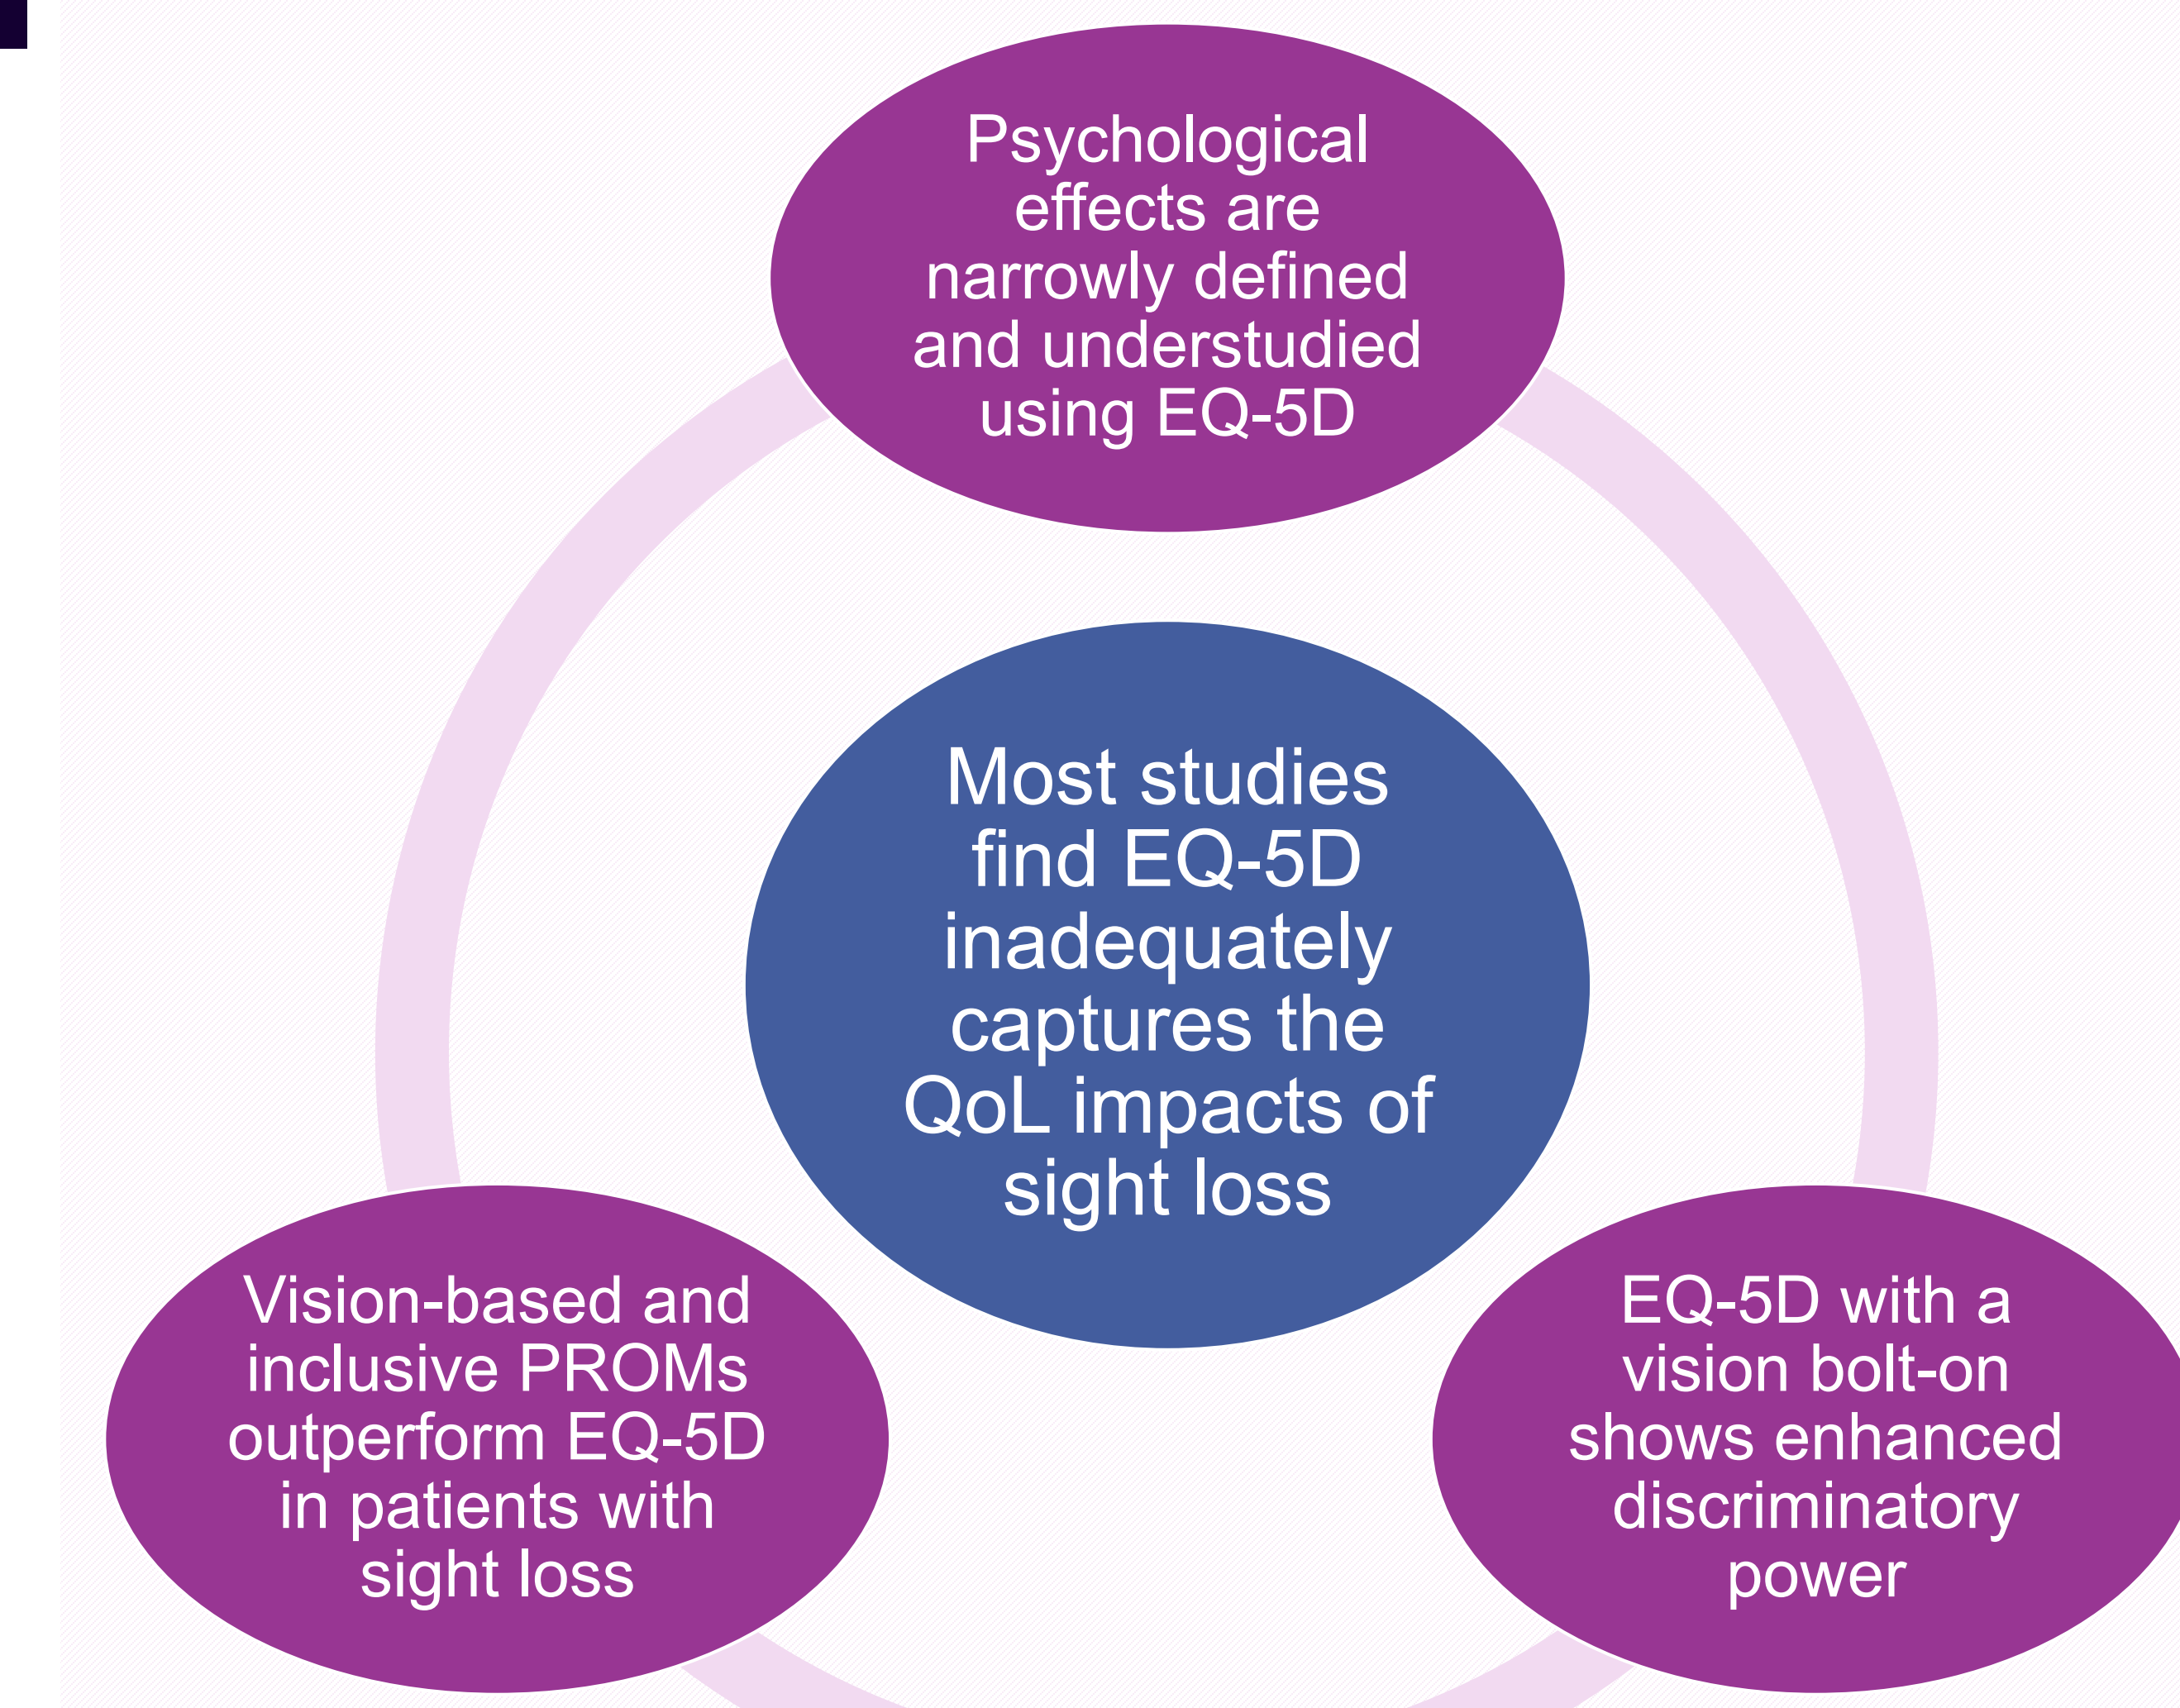 Psychological
effects are
narrowly defined
and understudied
using EQ-5D
Most studies
find EQ-5D
inadequately
captures the
QoL impacts of
sight loss
Vision-based and
inclusive PROMs
outperform EQ-5D
in patients with
sight loss
EQ-5D with a
vision bolt-on
shows enhanced
discriminatory
power